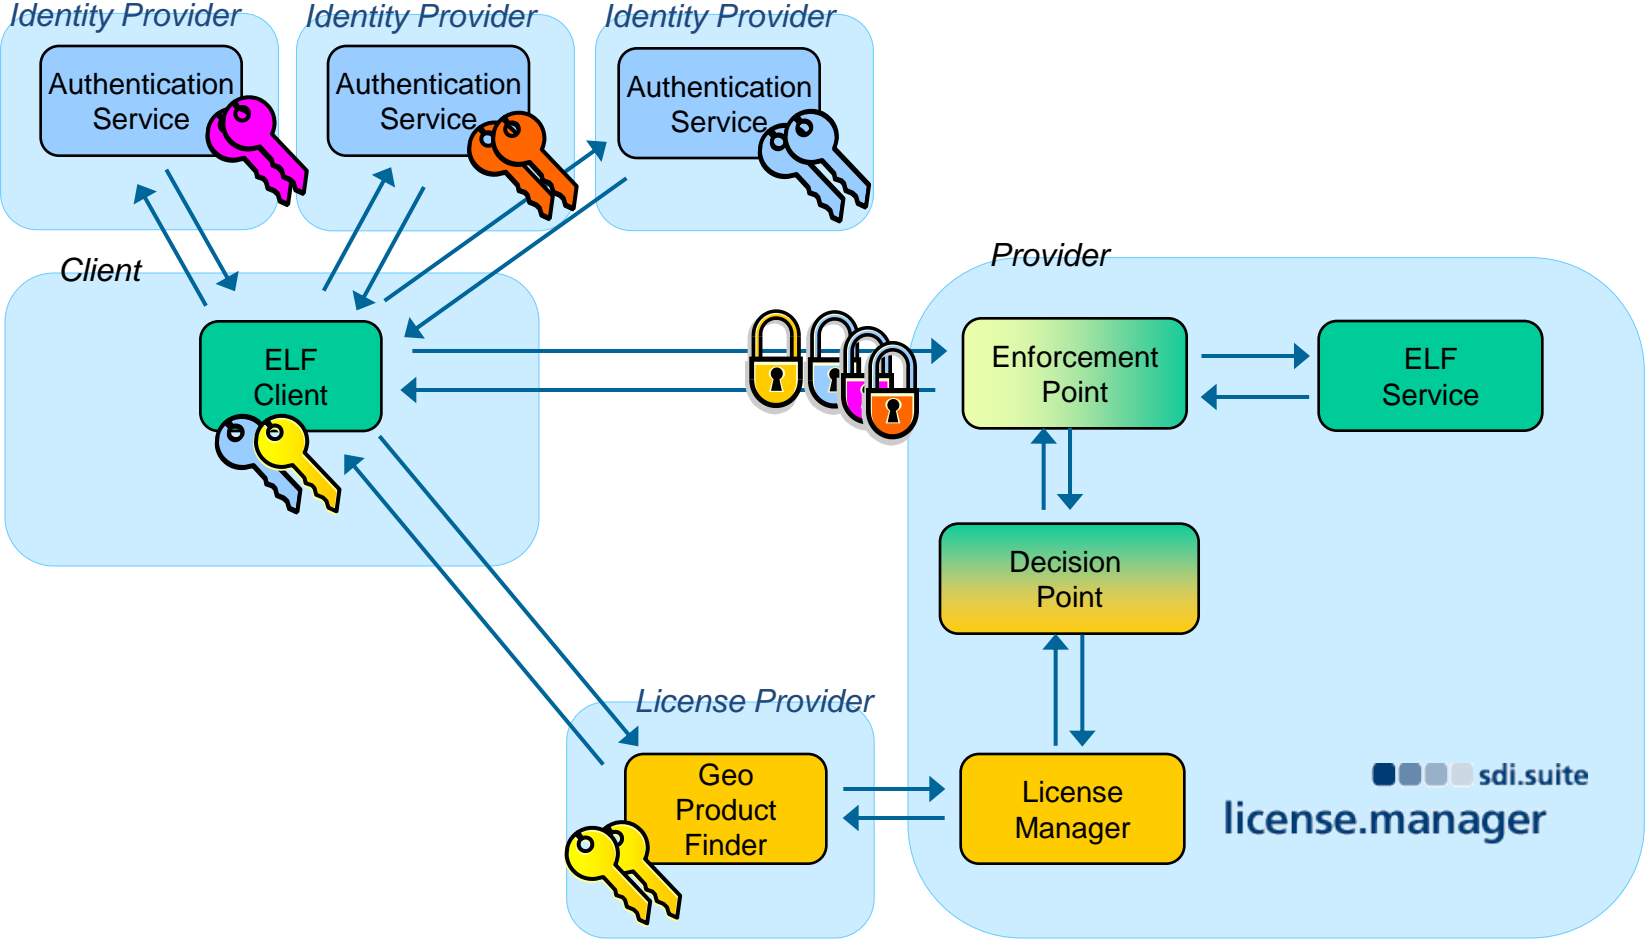 Identity Provider
Identity Provider
Identity Provider
Authentication
Service
Authentication
Service
Authentication
Service
Client
Provider
ELF
Client
Enforcement
Point
ELF
Service
Decision
Point
License Provider
Geo
Product
Finder
License
Manager
sdi.suite
license.manager